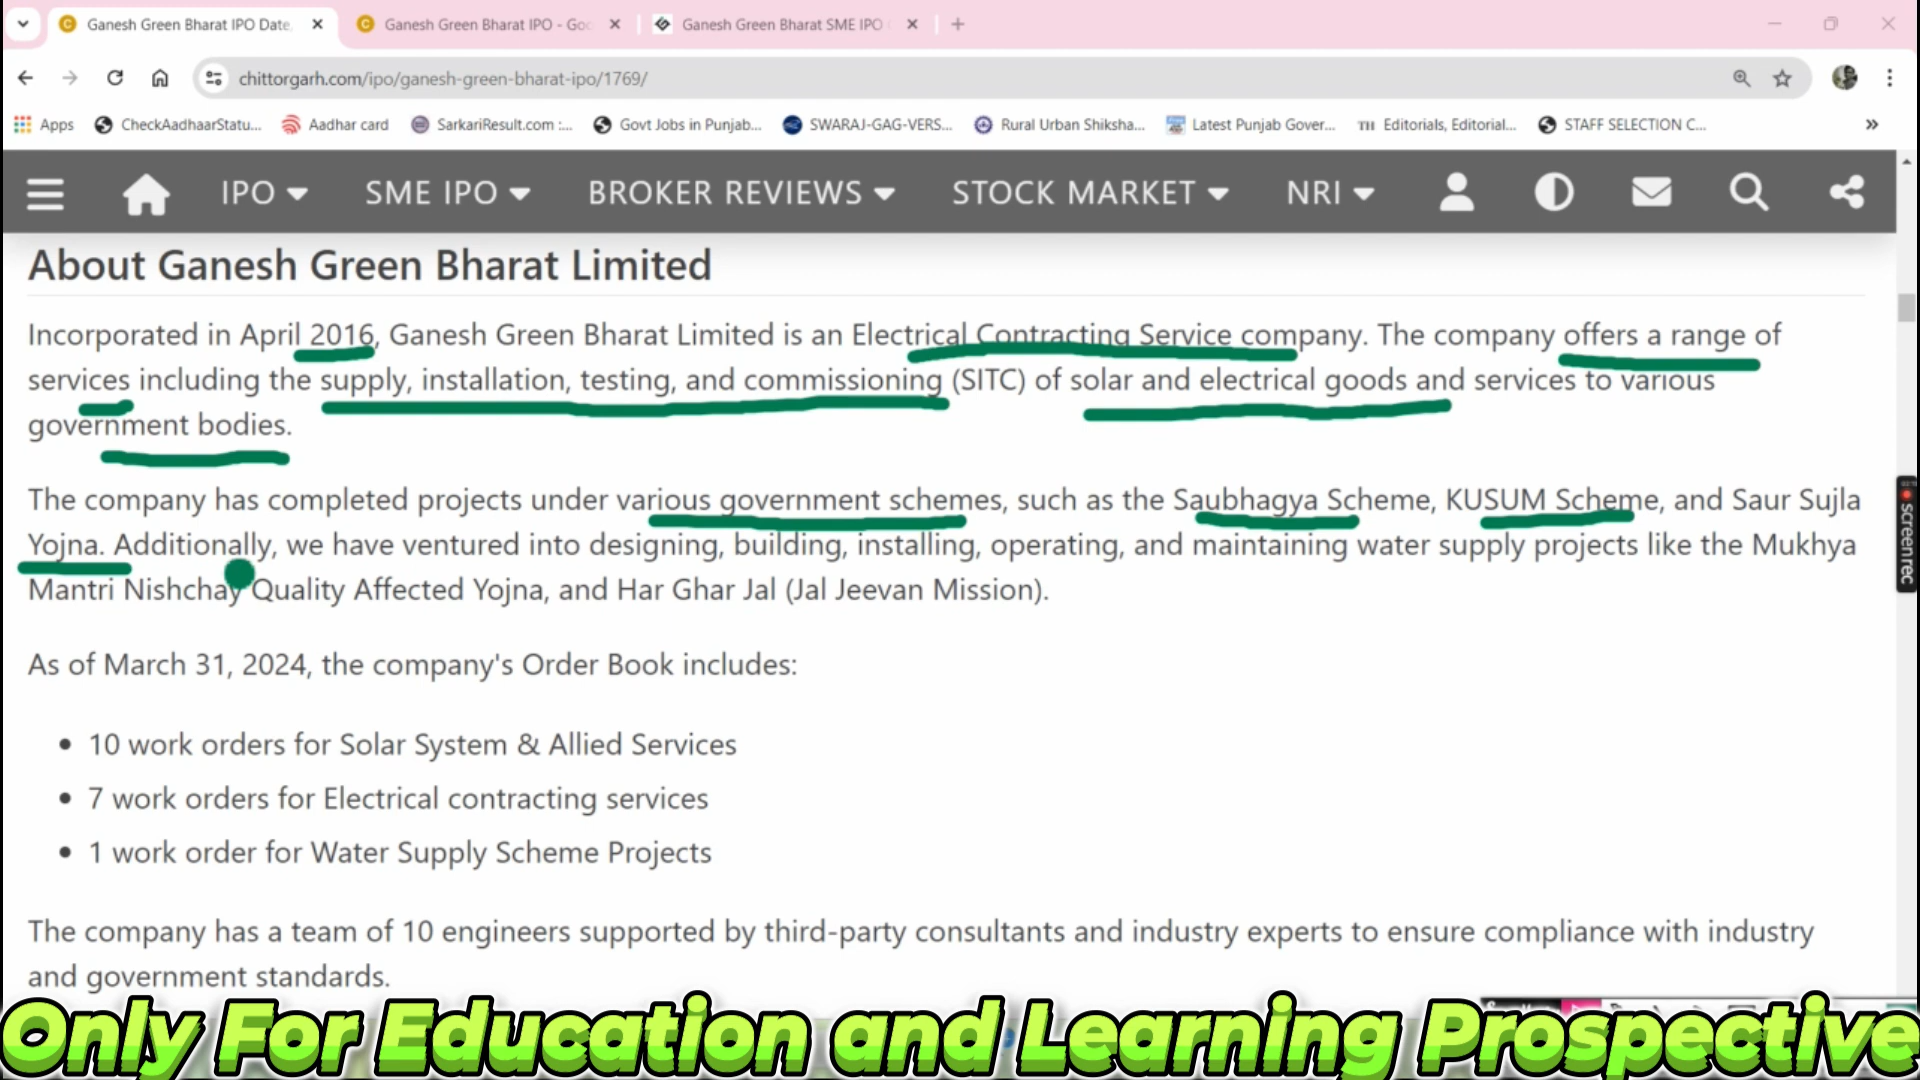 Ganesh Green Bharat IPO Date,
Ganesh Green Bharat IPO - Goo
Ganesh Green Bharat SME IPO
chittorgarh.com/ipo/ganesh-green-bharat-ipo/1769/
Apps
CheckAadhaarStatu...
Aadhar card
SarkariResult.com :...
Govt Jobs in Punjab...
SWARAJ-GAG-VERS...
Rural Urban Shiksha...
Latest Punjab Gover...
TH Editorials, Editorial...
STAFF SELECTION C...
IPO
SME IPO
BROKER REVIEWS
STOCK MARKET
NRI
About Ganesh Green Bharat Limited
Incorporated in April 2016, Ganesh Green Bharat Limited is an Electrical Contracting Service company. The company offers a range of
services including the supply, installation, testing, and commissioning (SITC) of solar and electrical goods and services to various
government bodies.
The company has completed projects under various government schemes, such as the Saubhagya Scheme, KUSUM Scheme, and Saur Sujla
Yojna. Additionally, we have ventured into designing, building, installing, operating, and maintaining water supply projects like the Mukhya
Mantri Nishchay Quality Affected Yojna, and Har Ghar Jal (Jal Jeevan Mission).
As of March 31, 2024, the company's Order Book includes:
• 10 work orders for Solar System & Allied Services
• 7 work orders for Electrical contracting services
• 1 work order for Water Supply Scheme Projects
The company has a team of 10 engineers supported by third-party consultants and industry experts to ensure compliance with industry
and government standards.
screenrec
Only For Education and Learning Prospective